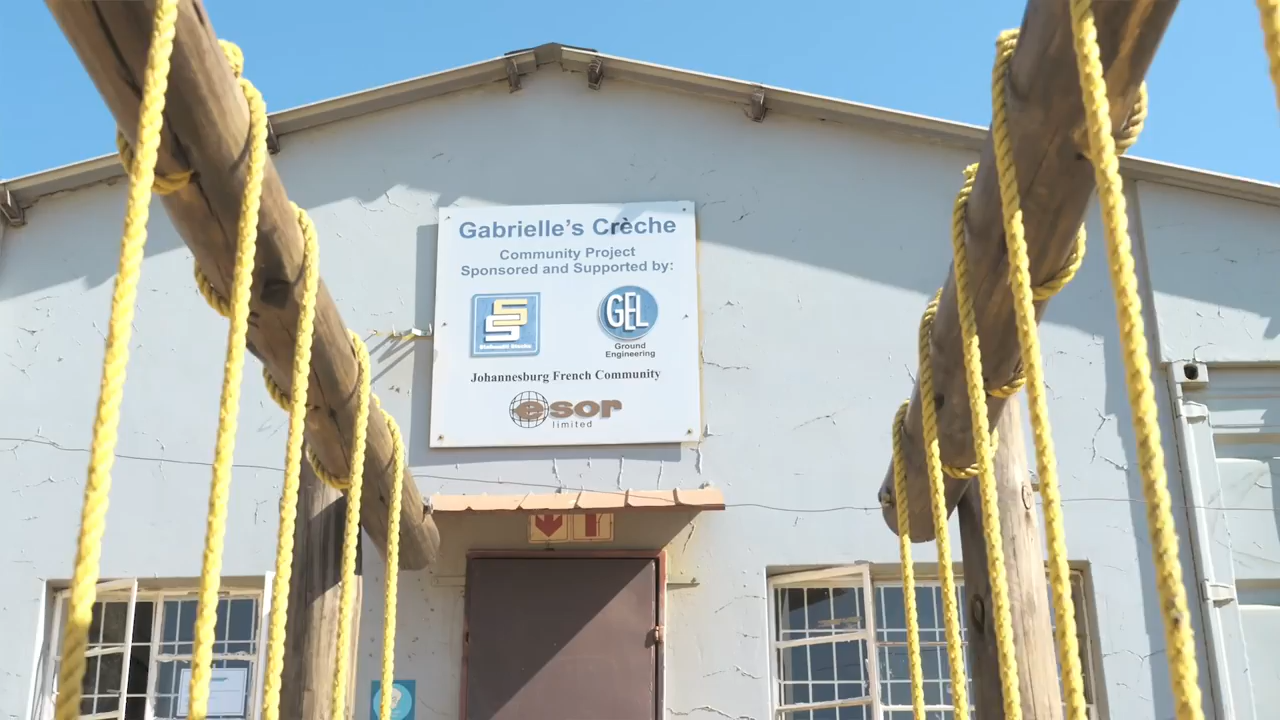 Gabrielle's Crèche
Community Project
Sponsored and Supported by:
GEL
Ground
Engineering
Johannesburg French Community
esor
limited